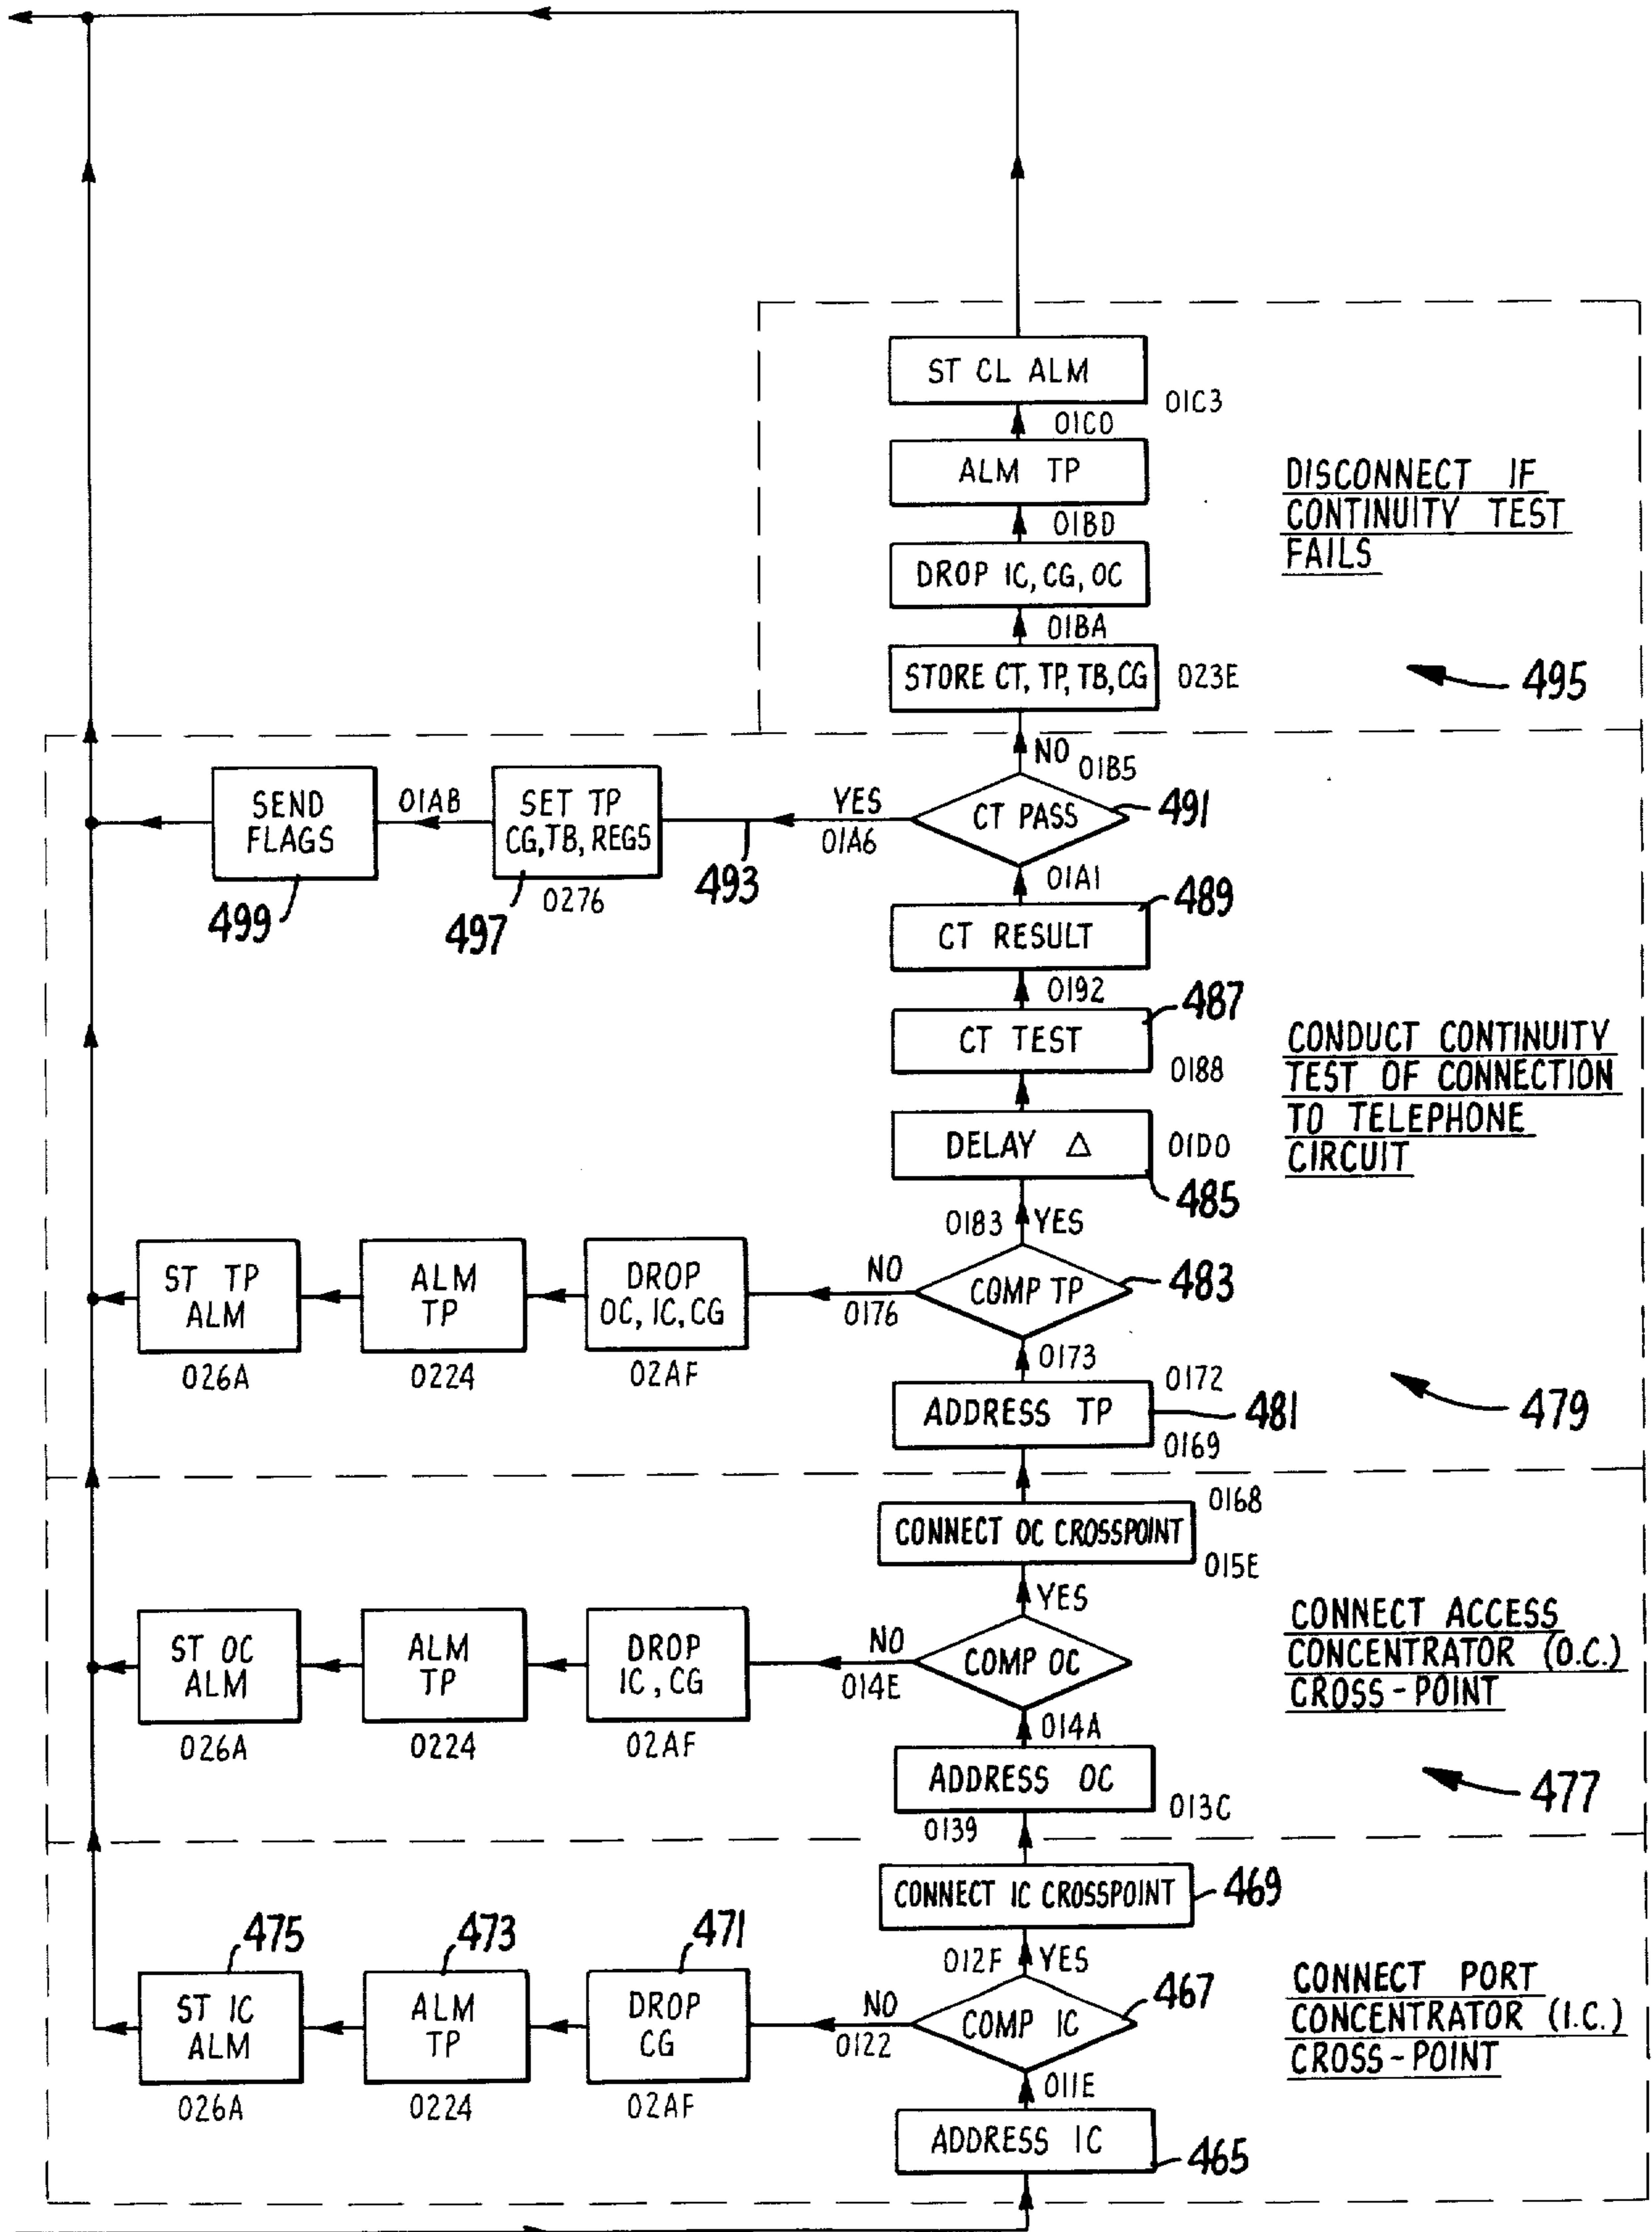 ST CL ALM
01C3
01C0
ALM TP
01BD
DROP IC, CG, OC
01BA
STORE CT, TP, TB, CG
023E
DISCONNECT IF
CONTINUITY TEST
FAILS
495
NO
01B5
SEND
FLAGS
499
01AB
SET TP
CG, TB, REGS
497
0276
493
YES
01A6
CT PASS
491
01A1
CT RESULT
489
0192
CT TEST
487
0188
DELAY Δ
01D0
485
CONDUCT CONTINUITY
TEST OF CONNECTION
TO TELEPHONE
CIRCUIT
0183
YES
ST TP
ALM
026A
ALM
TP
0224
DROP
OC, IC, CG
02AF
NO
0176
COMP TP
483
0173
0172
ADDRESS TP
481
0169
479
0168
CONNECT OC CROSSPOINT
015E
YES
ST OC
ALM
026A
ALM
TP
0224
DROP
IC, CG
02AF
NO
014E
COMP OC
014A
ADDRESS OC
013C
0139
CONNECT ACCESS
CONCENTRATOR (O.C.)
CROSS-POINT
477
CONNECT IC CROSSPOINT
469
012F
YES
475
ST IC
ALM
026A
473
ALM
TP
0224
471
DROP
CG
02AF
NO
0122
COMP IC
467
011E
ADDRESS IC
465
CONNECT PORT
CONCENTRATOR (I.C.)
CROSS-POINT